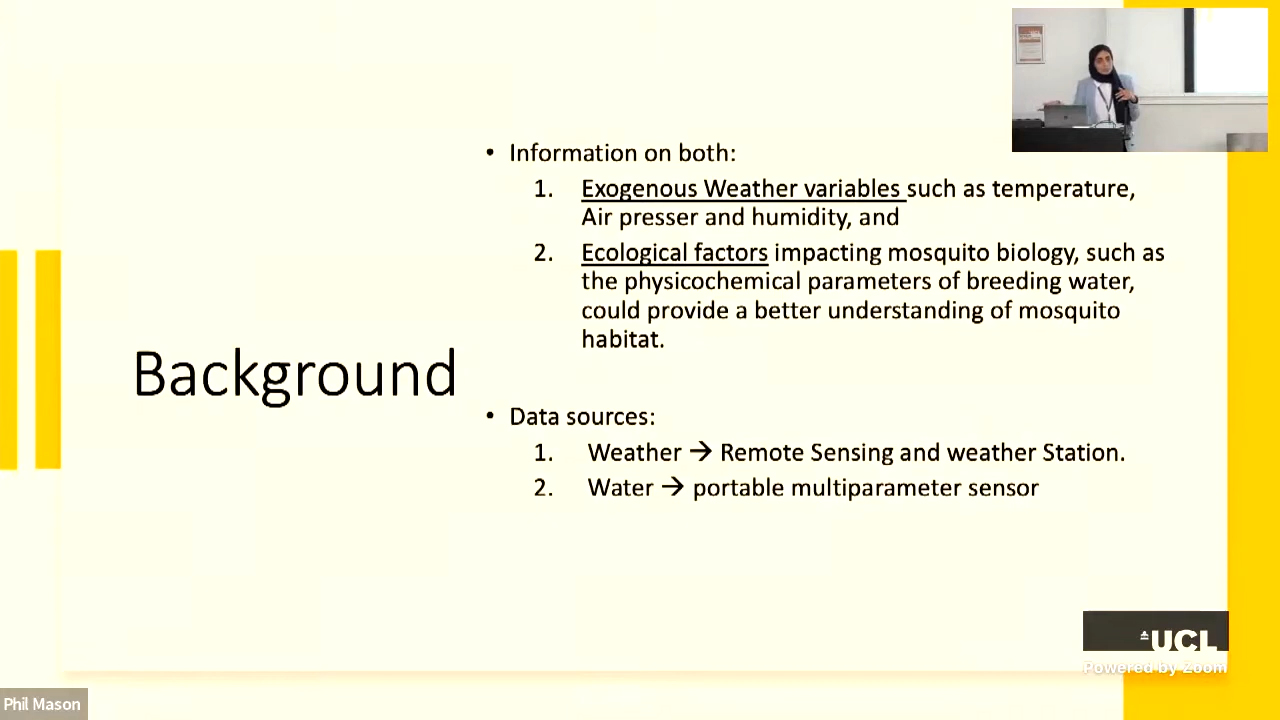 • Information on both:
1. Exogenous Weather variables such as temperature,
Air presser and humidity, and
2. Ecological factors impacting mosquito biology, such as
the physicochemical parameters of breeding water,
could provide a better understanding of mosquito
habitat.
Background
• Data sources:
1. Weather → Remote Sensing and weather Station.
2. Water → portable multiparameter sensor
UCL
Powered by Zoom
Phil Mason